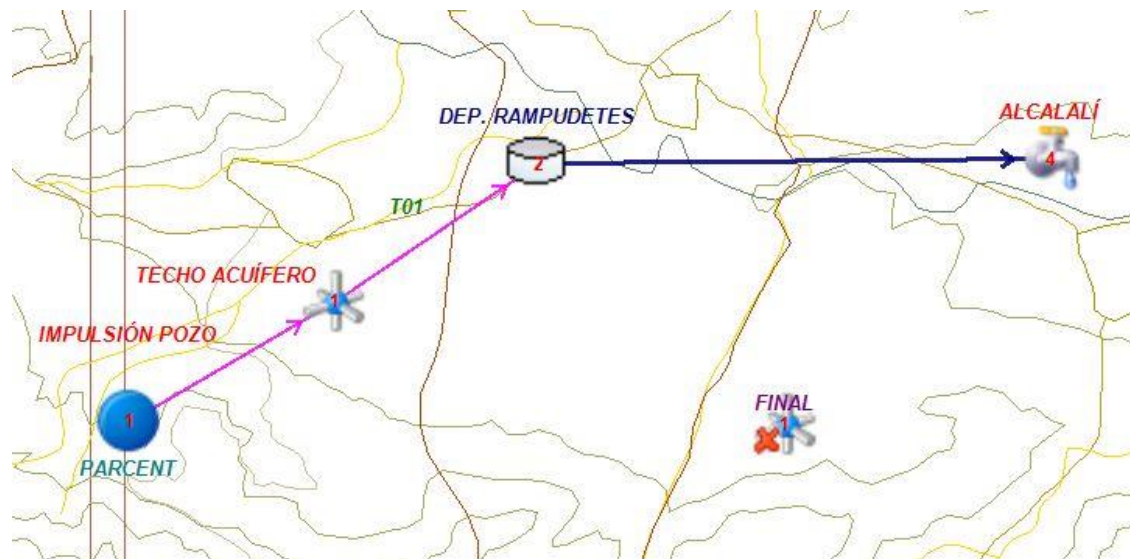 DEP. RAMPUDETES
2
ALCALALÍ
4
T01
TECHO ACUÍFERO
1
IMPULSIÓN POZO
1
PARCENT
FINAL
1